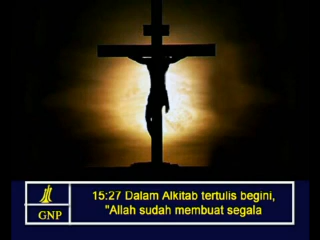 15:27 Dalam Alkitab tertulis begini,
"Allah sudah membuat segala
GNP